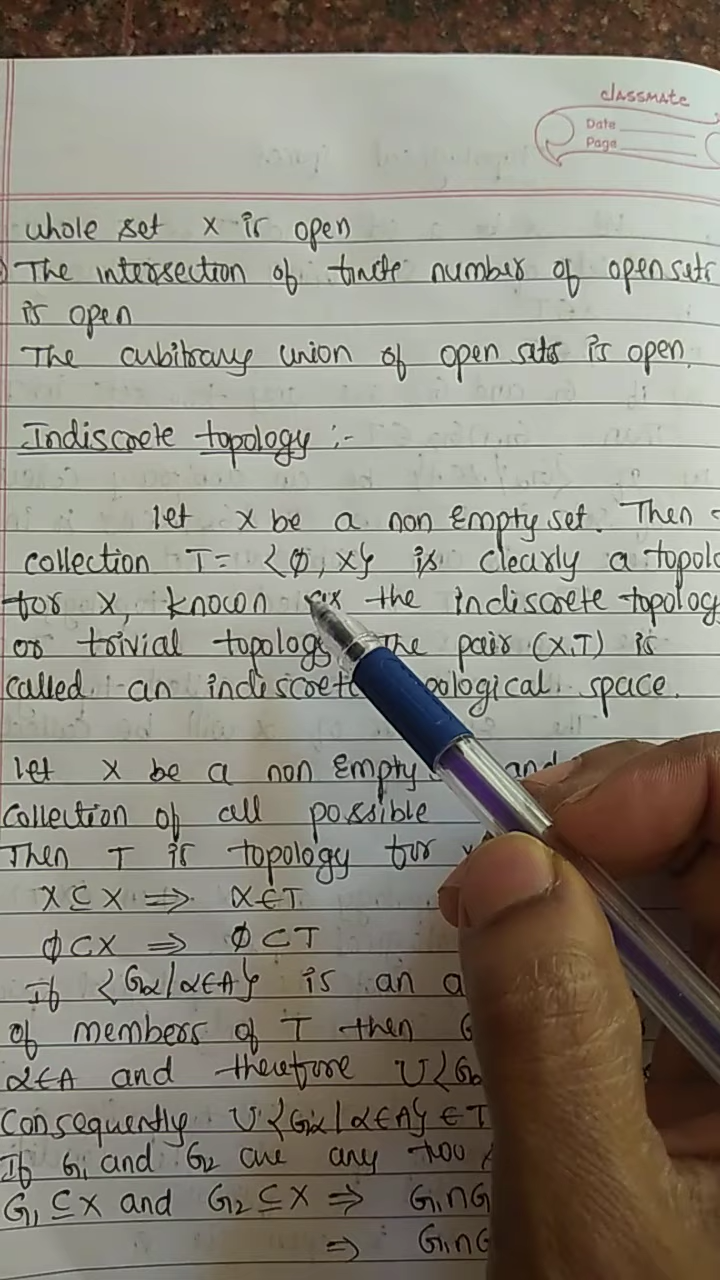 classmate
Date
Page
whole set X is open
The intersection of finite number of open sets
is open
The arbitrary union of open sets is open.
Indiscrete topology :-
let X be a non Empty set. Then
collection T = {φ, X} is clearly a topolo
for X, known as the indiscrete topolog
or trivial topology. The pair (X,T) is
called an indiscrete pological space.
let X be a non Empty and
collection of all possible
Then T is topology for
X ⊆ X ⇒ X ∈ T
φ ⊂ X ⇒ φ ⊂ T
If {Gα/α∈A} is an a
of members of T then G
α∈A and therefore U{Gα
Consequently U{Gα/α∈A} ∈ T
If G₁ and G₂ are any two
G₁ ⊆ X and G₂ ⊆ X ⇒ G₁∩G
⇒ G₁∩G